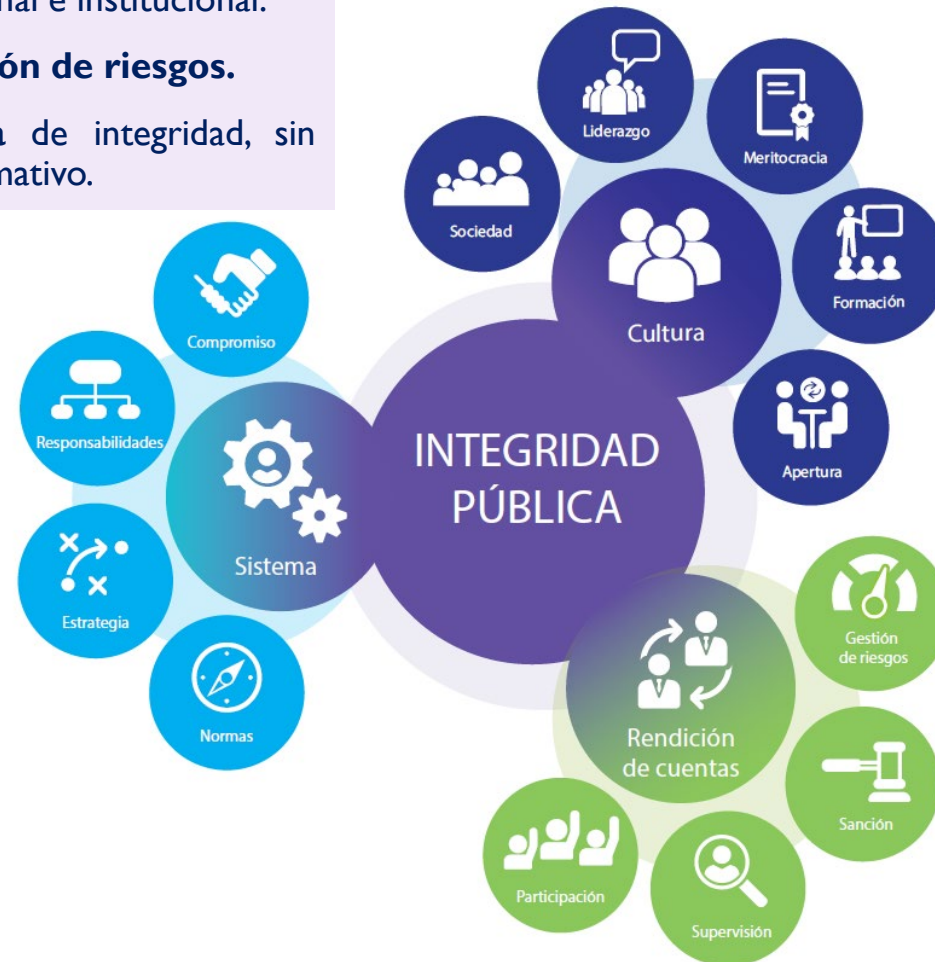 e institucional.
ón de riesgos.
de integridad, sin
mativo.
Liderazgo
Meritocracia
Sociedad
Formación
Cultura
Apertura
Compromiso
Responsabilidades
Sistema
Estrategia
Normas
INTEGRIDAD
PÚBLICA
Gestión
de riesgos
Rendición
de cuentas
Sanción
Participación
Supervisión